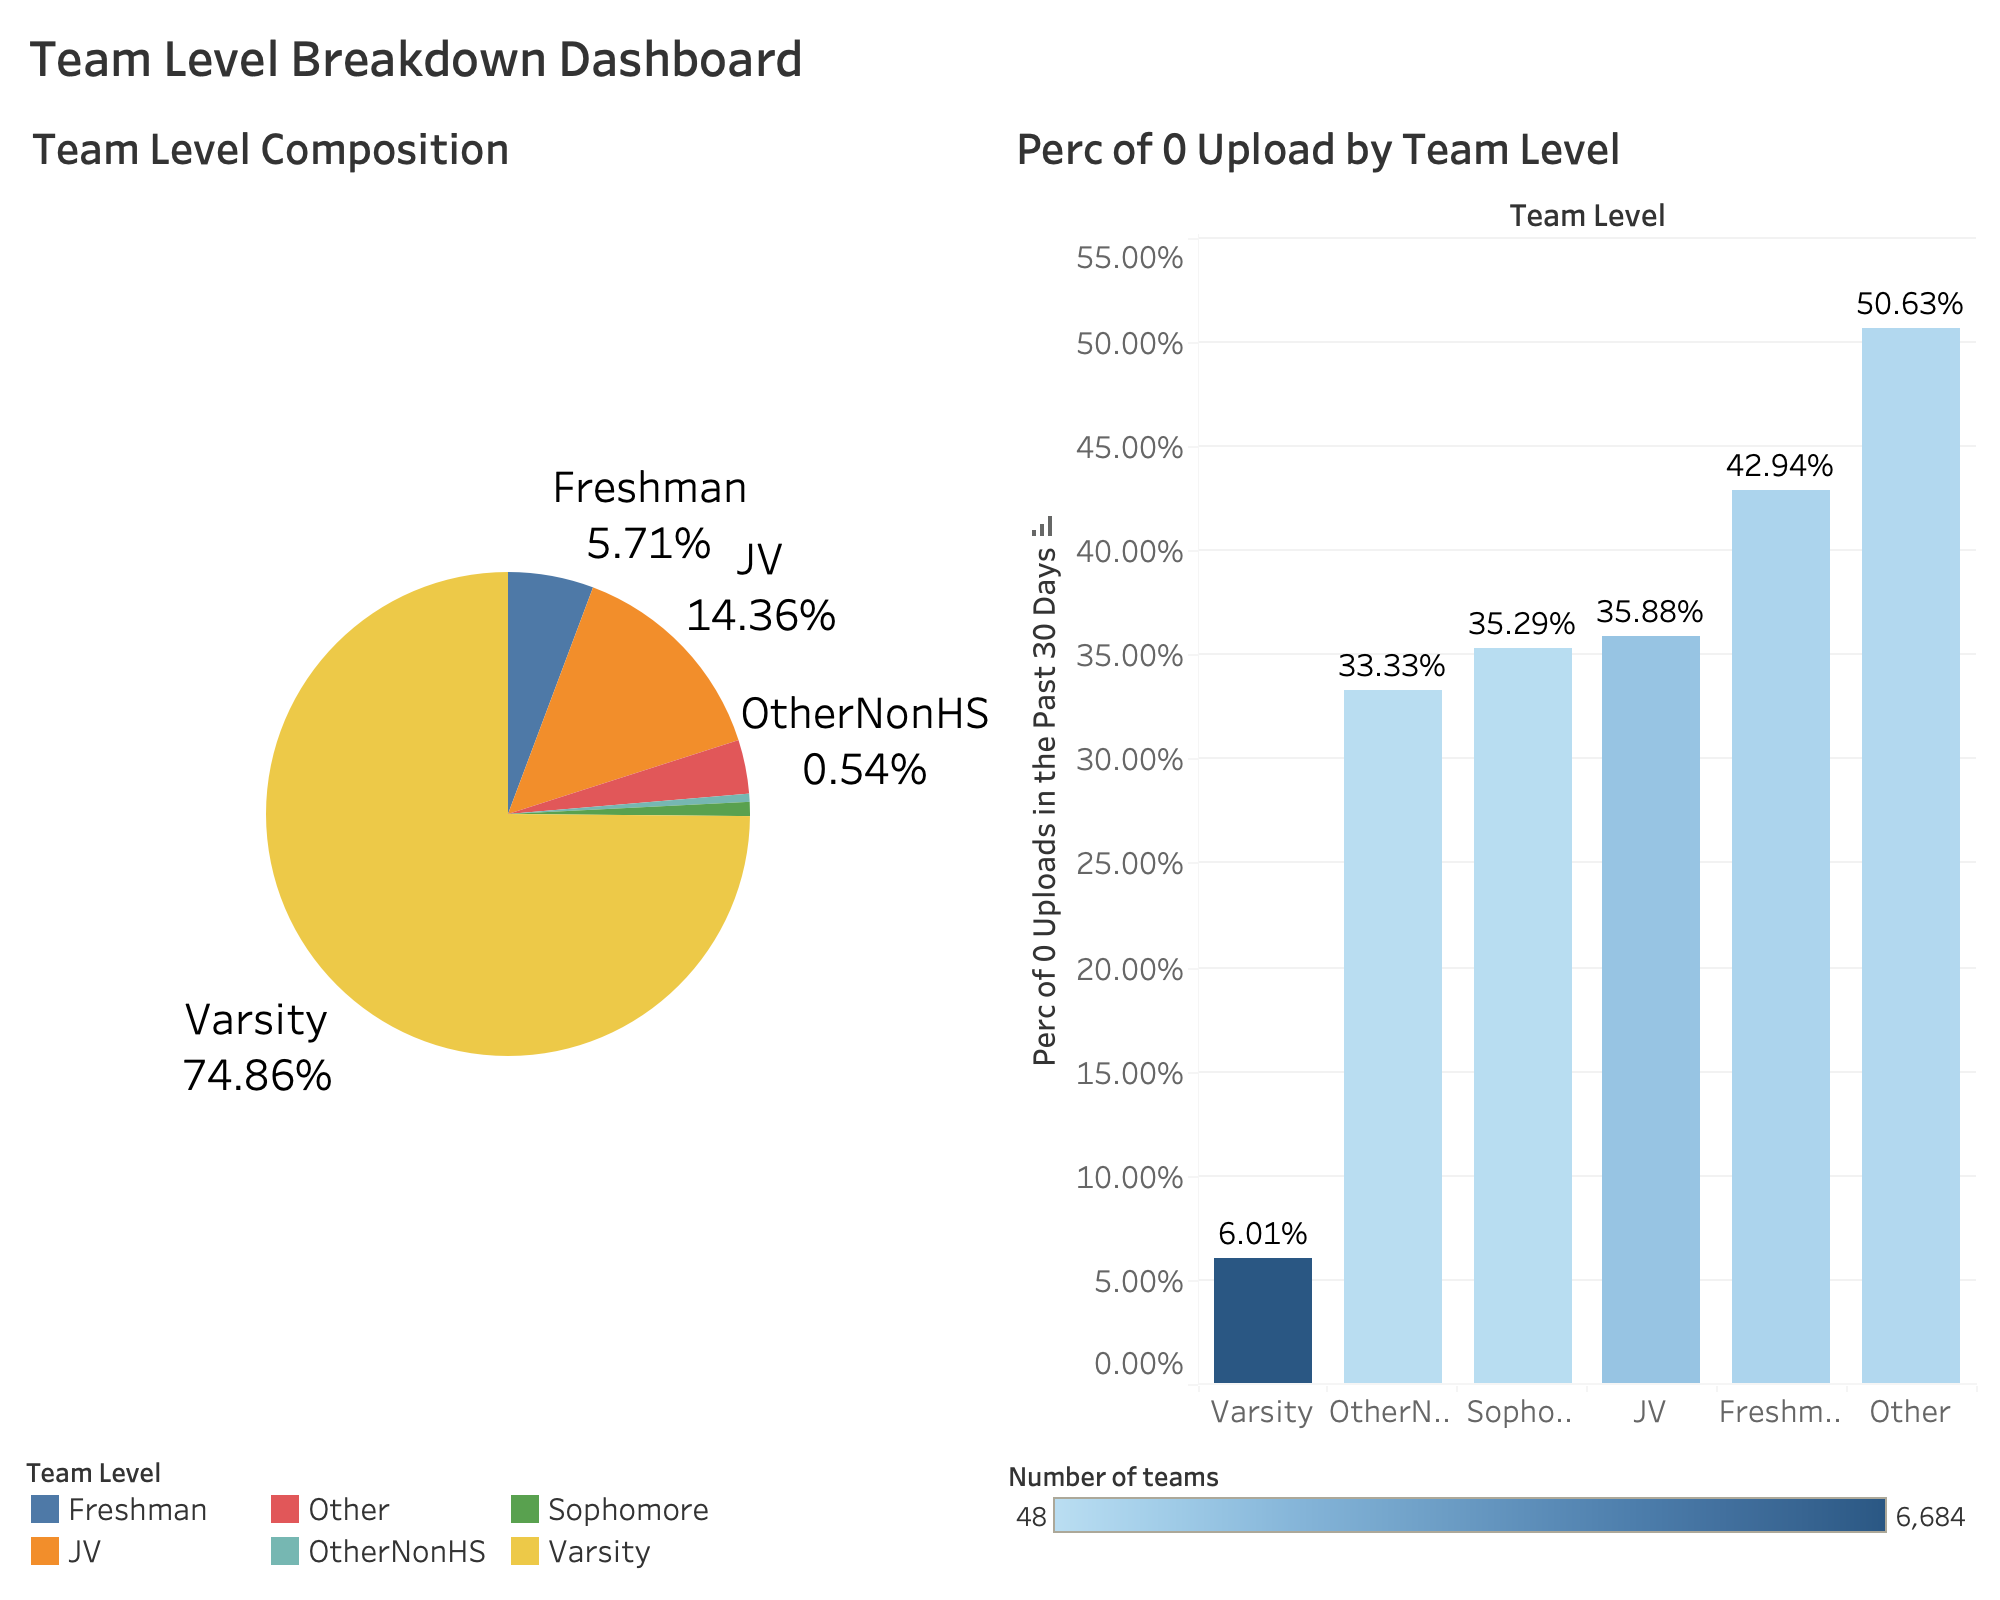 Team Level Breakdown Dashboard
Team Level Composition
Freshman
5.71%
JV
14.36%
OtherNonHS
0.54%
Varsity
74.86%
Team Level
Freshman
Other
Sophomore
JV
OtherNonHS
Varsity
Perc of 0 Upload by Team Level
Team Level
Perc of 0 Uploads in the Past 30 Days
55.00%
50.00%
45.00%
40.00%
35.00%
30.00%
25.00%
20.00%
15.00%
10.00%
5.00%
0.00%
6.01%
33.33%
35.29%
35.88%
42.94%
50.63%
Varsity
OtherN..
Sopho..
JV
Freshm..
Other
Number of teams
48
6,684